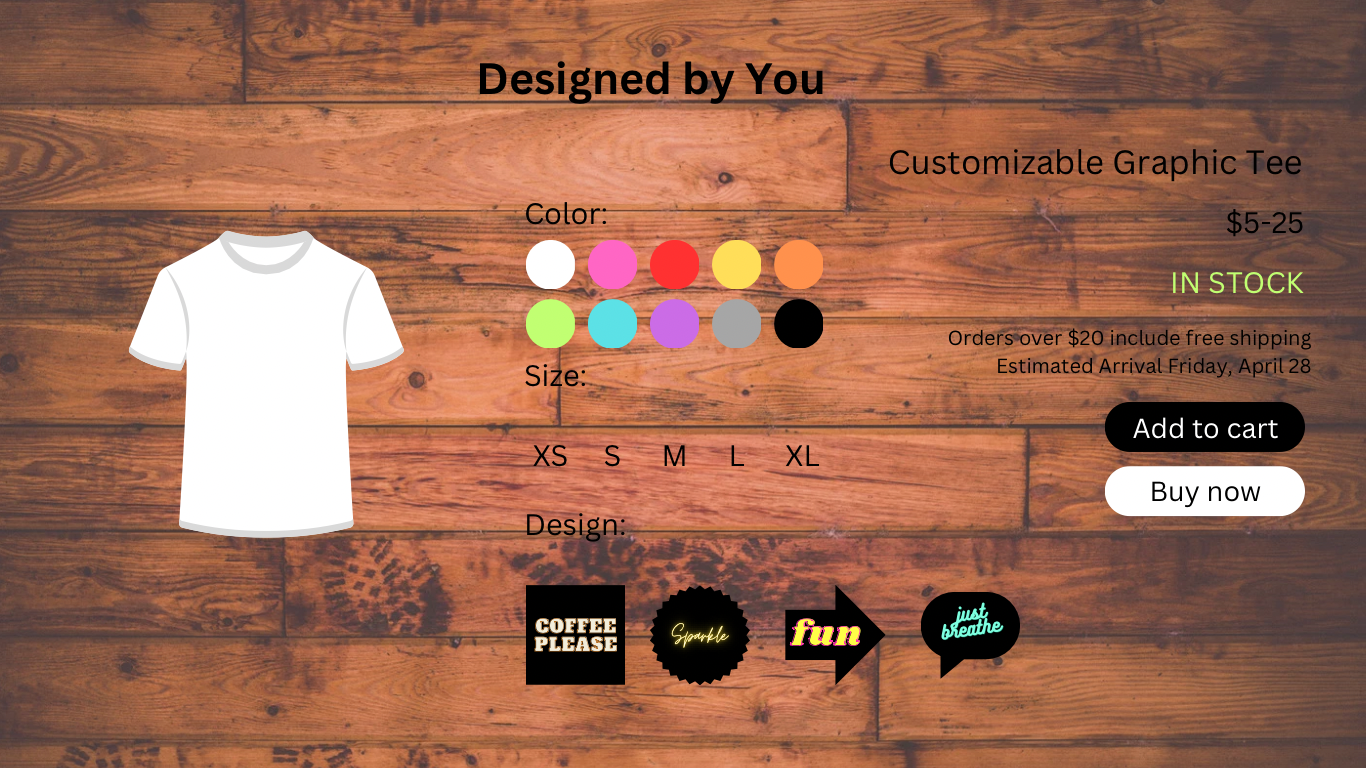 Designed by You
Customizable Graphic Tee
$5-25
IN STOCK
Orders over $20 include free shipping
Estimated Arrival Friday, April 28
Add to cart
Buy now
Color:
Size:
XS S M L XL
Design:
COFFEE
PLEASE
Sparkle
fun
just
breathe